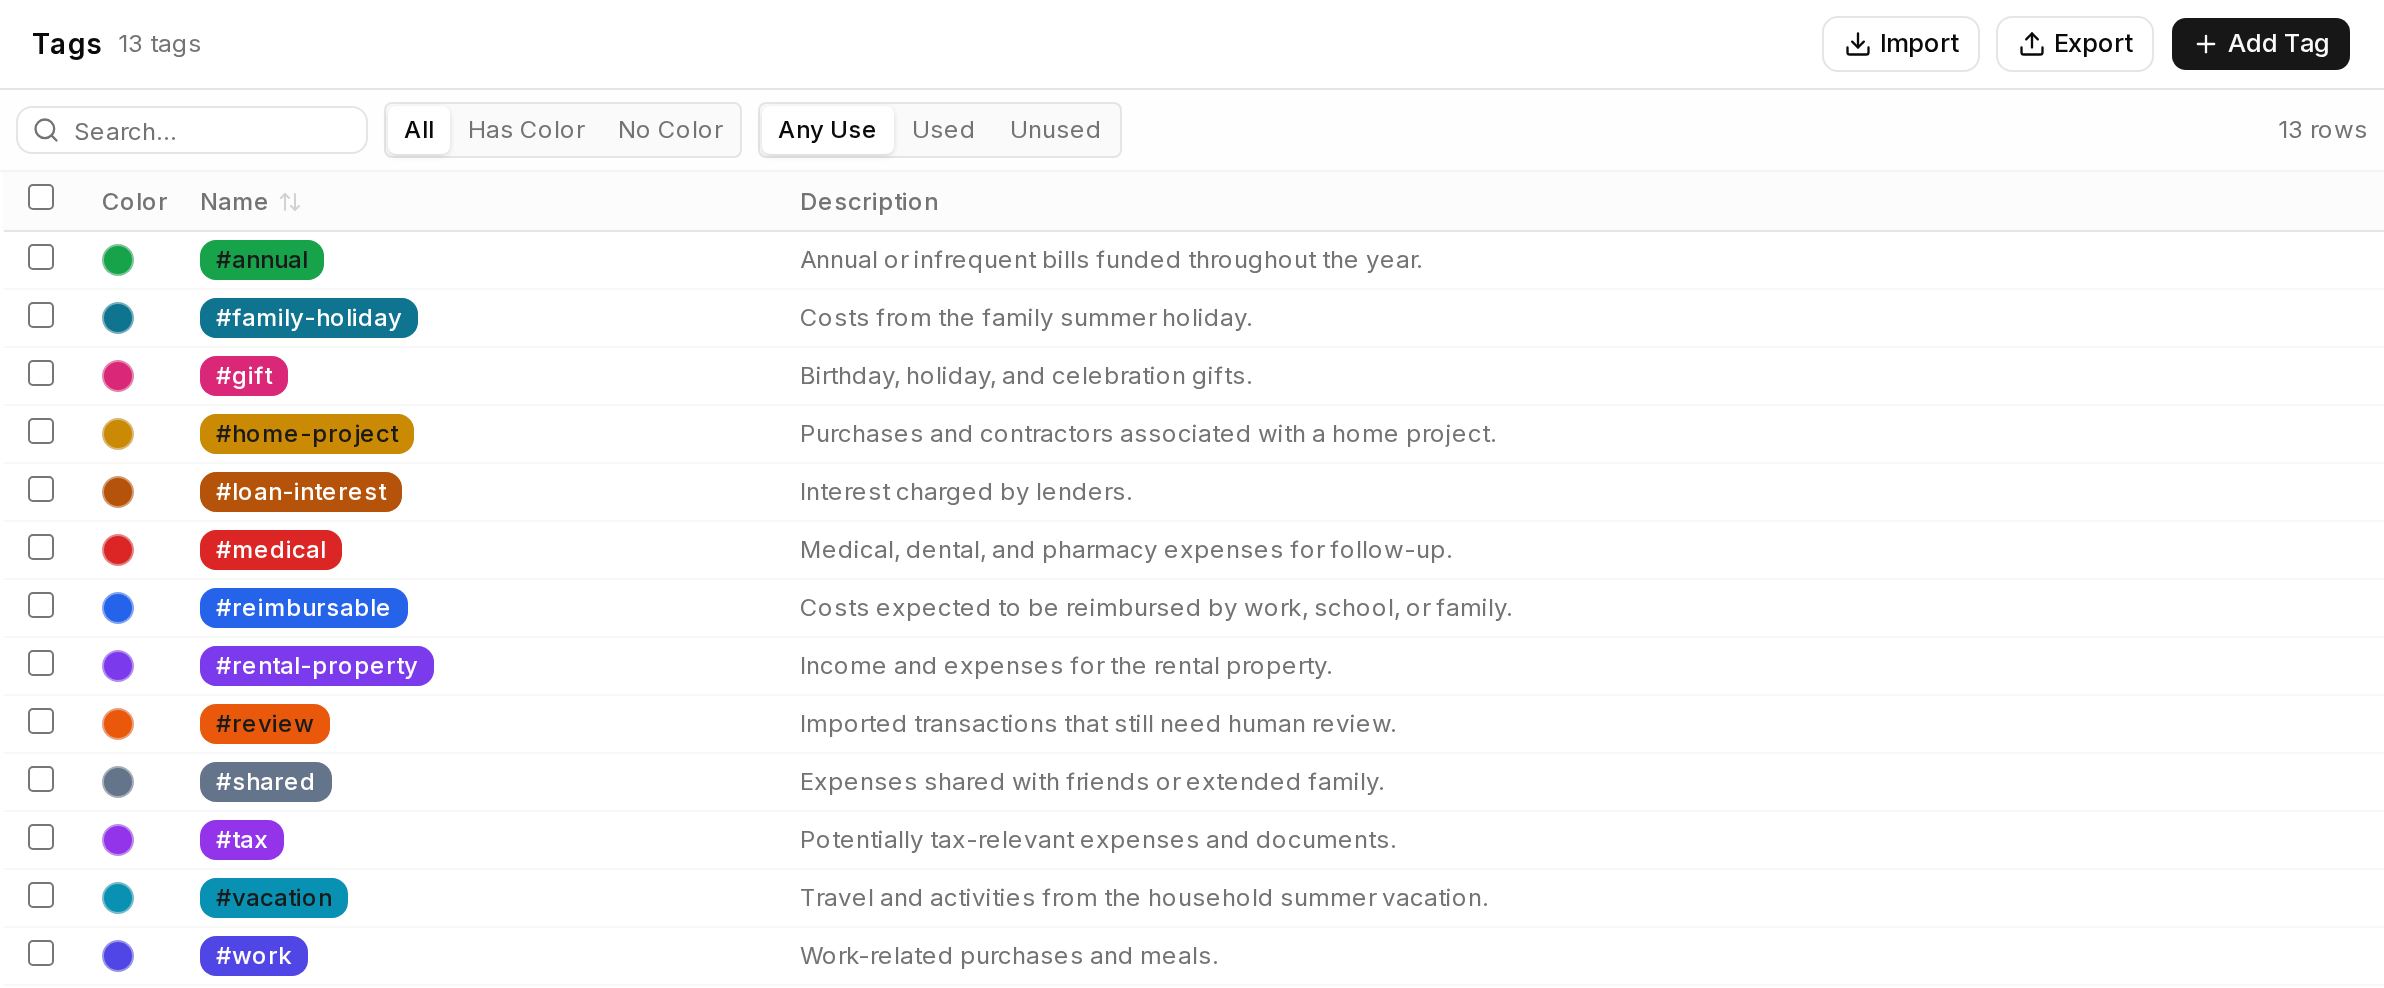 Tags 13 tags Import Export Add Tag
Search... All Has Color No Color Any Use Used Unused 13 rows
Color Name Description
#annual Annual or infrequent bills funded throughout the year.
#family-holiday Costs from the family summer holiday.
#gift Birthday, holiday, and celebration gifts.
#home-project Purchases and contractors associated with a home project.
#loan-interest Interest charged by lenders.
#medical Medical, dental, and pharmacy expenses for follow-up.
#reimbursable Costs expected to be reimbursed by work, school, or family.
#rental-property Income and expenses for the rental property.
#review Imported transactions that still need human review.
#shared Expenses shared with friends or extended family.
#tax Potentially tax-relevant expenses and documents.
#vacation Travel and activities from the household summer vacation.
#work Work-related purchases and meals.